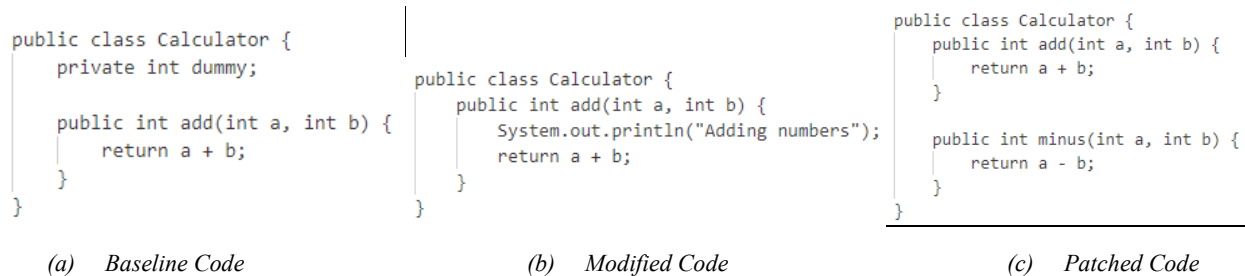 public class Calculator {
    private int dummy;

    public int add(int a, int b) {
        return a + b;
    }
}
(a) Baseline Code
public class Calculator {
    public int add(int a, int b) {
        System.out.println("Adding numbers");
        return a + b;
    }
}
(b) Modified Code
public class Calculator {
    public int add(int a, int b) {
        return a + b;
    }

    public int minus(int a, int b) {
        return a - b;
    }
}
(c) Patched Code